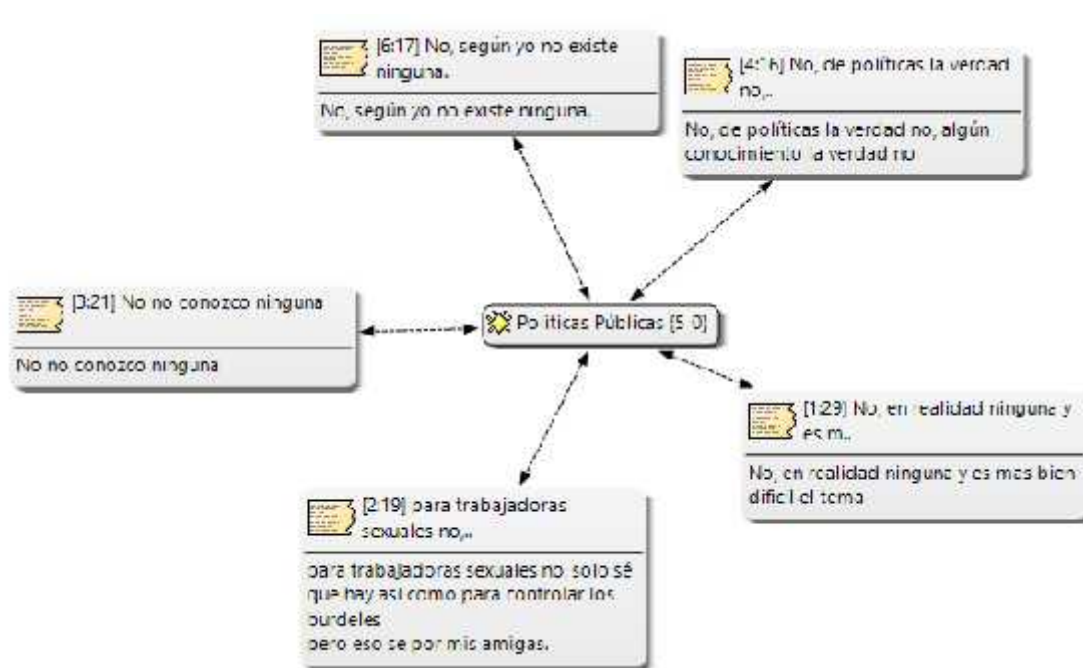 [6:17] No, según yo no existe
ninguna..
No, según yo no existe ninguna.
[4:16] No, de políticas la verdad
no,..
No, de políticas la verdad no, algún
conocimiento la verdad no
[3:21] No no conozco ninguna
No no conozco ninguna
Políticas Públicas [5-0]
[1:29] No, en realidad ninguna y
es m..
No, en realidad ninguna y es mas bien
dificil el tema
[2:19] para trabajadoras
sexuales no,..
para trabajadoras sexuales no, solo sé
que hay así como para controlar los
burdeles
pero eso se por mis amigas.